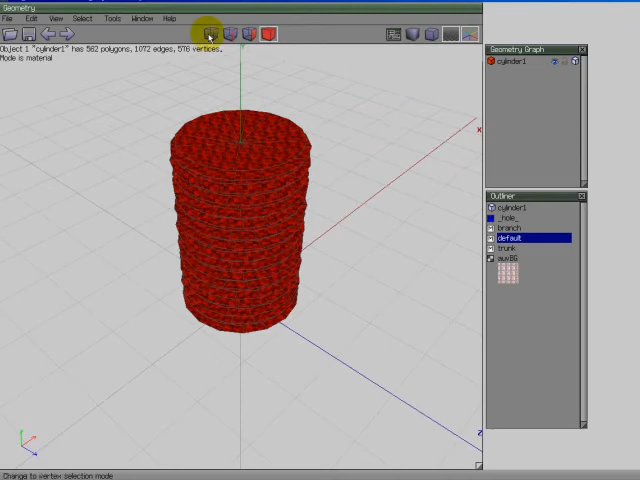 Geometry
File Edit View Select Tools Window Help
Object 1 "cylinder1" has 562 polygons, 1072 edges, 576 vertices.
Mode is material
X
Y
Z
Geometry Graph
cylinder1
Outliner
cylinder1
_hole_
branch
default
trunk
auvBG
Change to vertex selection mode